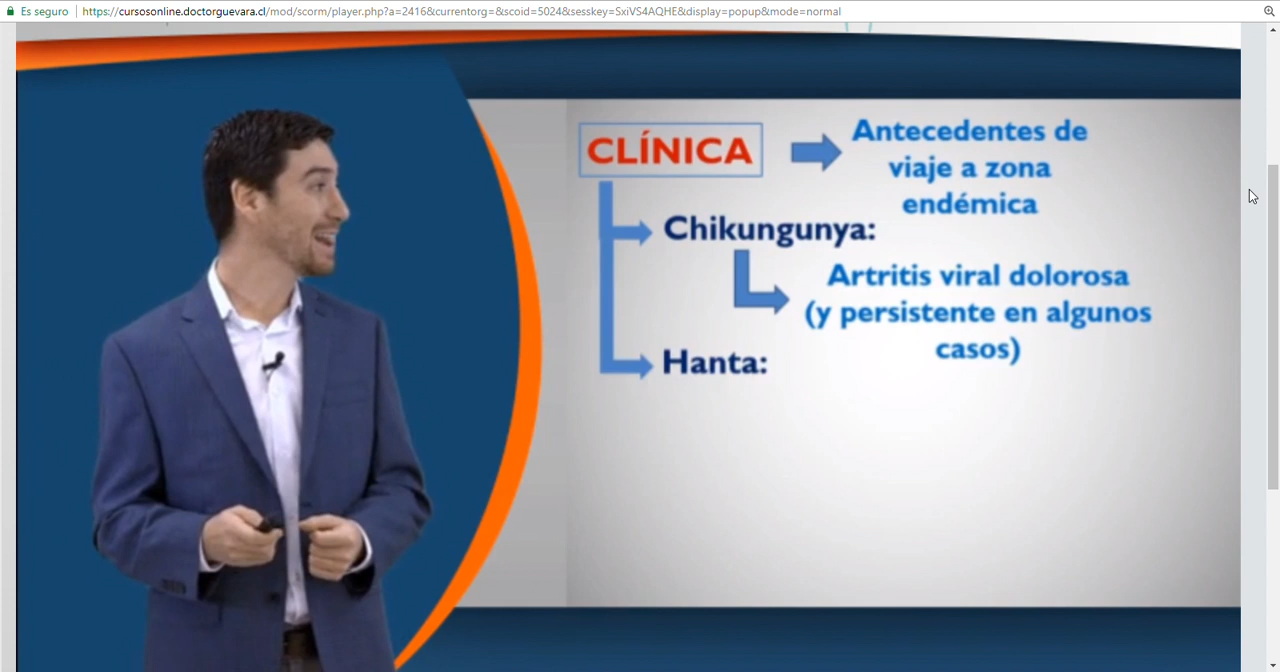 Es seguro | https://cursosonline.doctorguevara.cl/mod/scorm/player.php?a=2416&currentorg=&scoid=5024&sesskey=SxiVS4AQHE&display=popup&mode=normal
CLÍNICA
Antecedentes de
viaje a zona
endémica
Chikungunya:
Artritis viral dolorosa
(y persistente en algunos
casos)
Hanta: